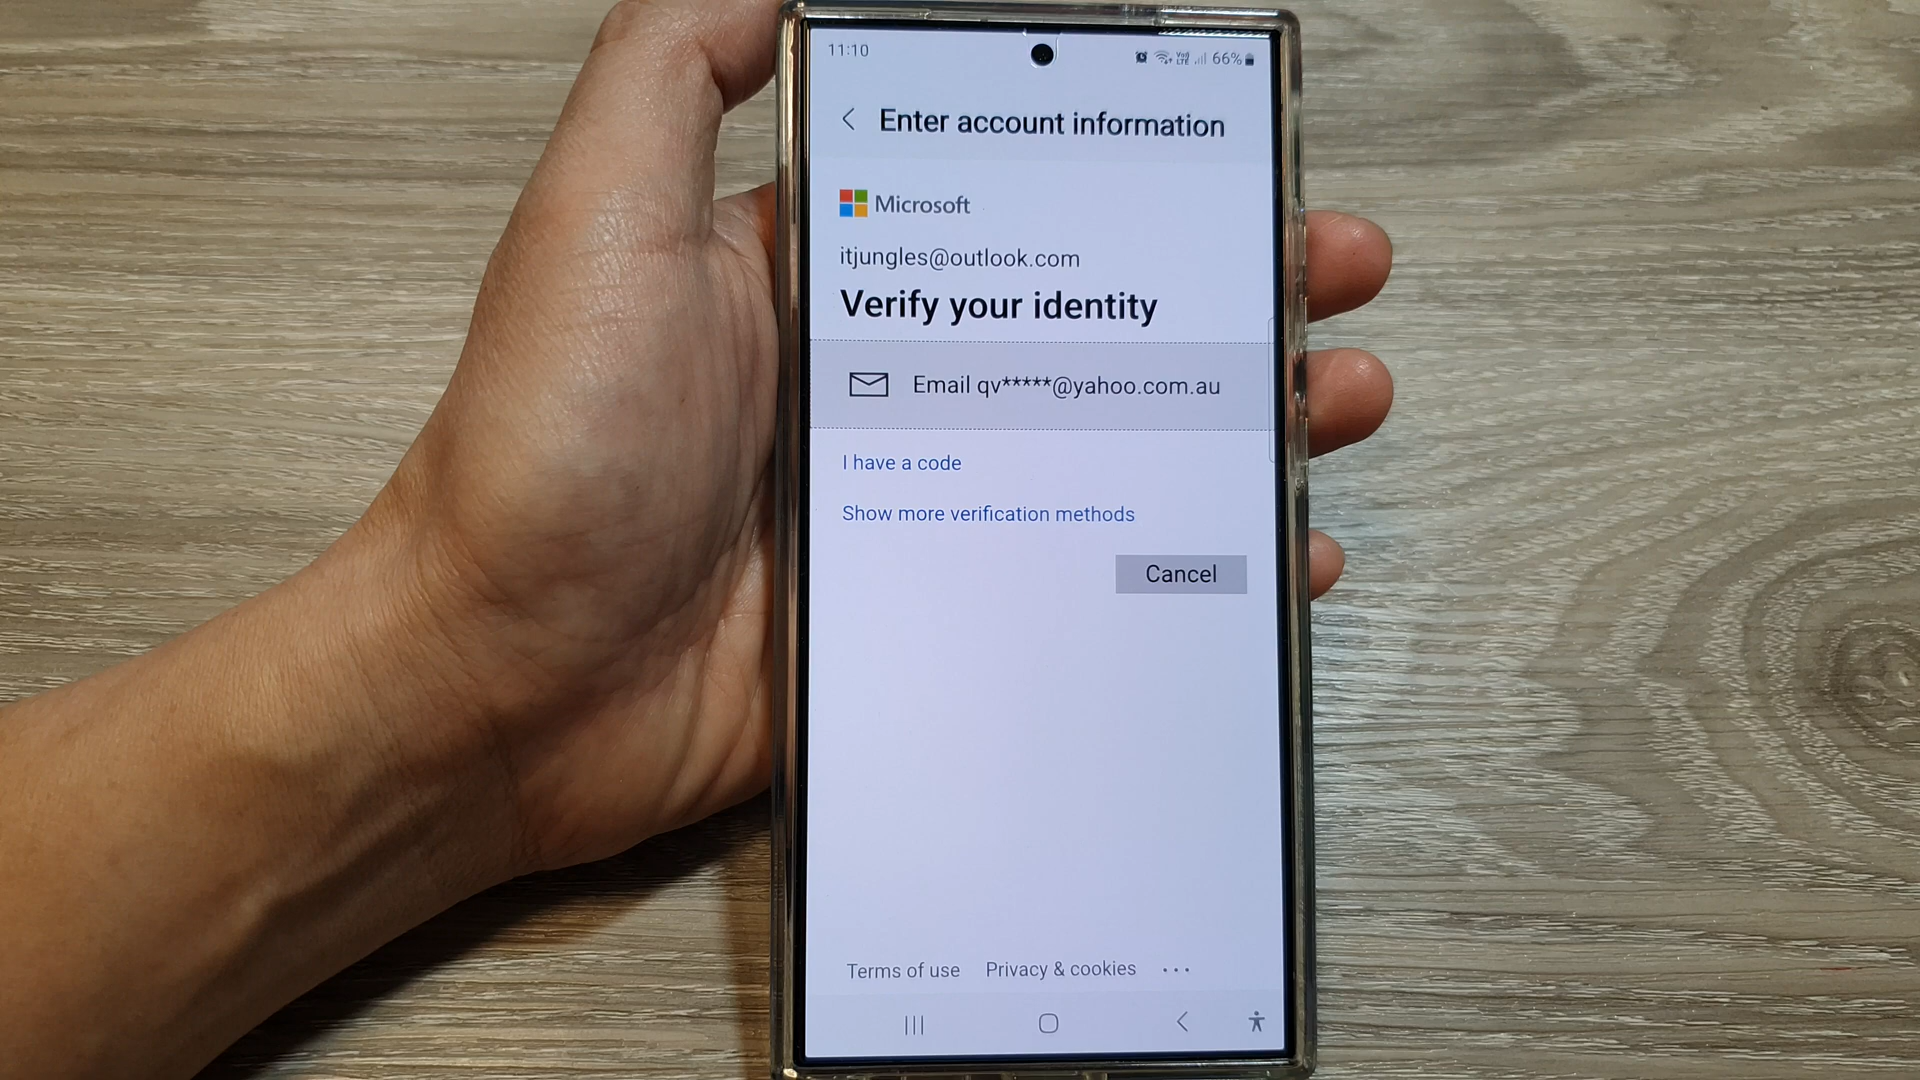 11:10
66%
Enter account information
Microsoft
itjungles@outlook.com
Verify your identity
Email qv*****@yahoo.com.au
I have a code
Show more verification methods
Cancel
Terms of use Privacy & cookies ...